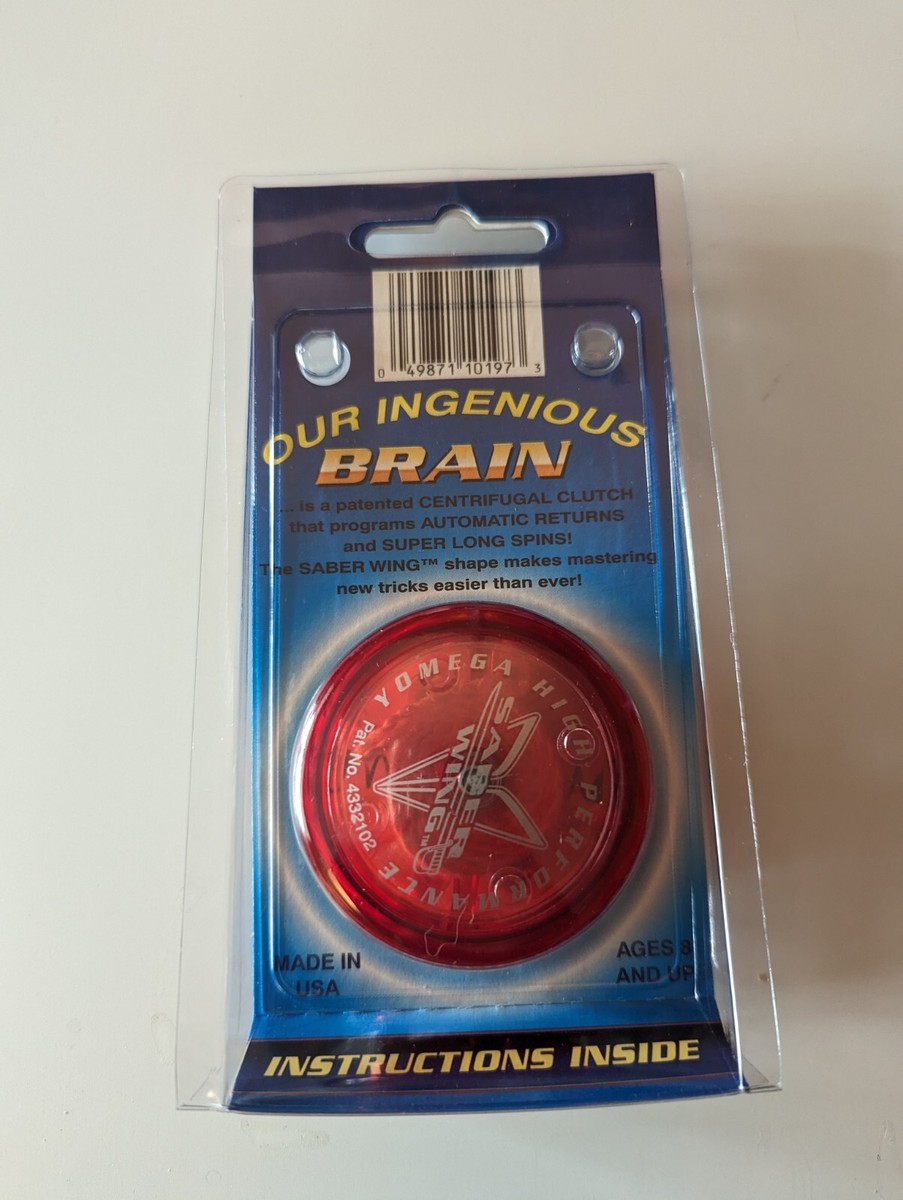 0 49871 10197 3
OUR INGENIOUS
BRAIN
... is a patented CENTRIFUGAL CLUTCH
that programs AUTOMATIC RETURNS
and SUPER LONG SPINS!
The SABER WING™ shape makes mastering
new tricks easier than ever!
YOMEGA HIGH PERFORMANCE
SABER
WING™
Pat. No. 4332102
MADE IN
USA
AGES 8
AND UP
INSTRUCTIONS INSIDE